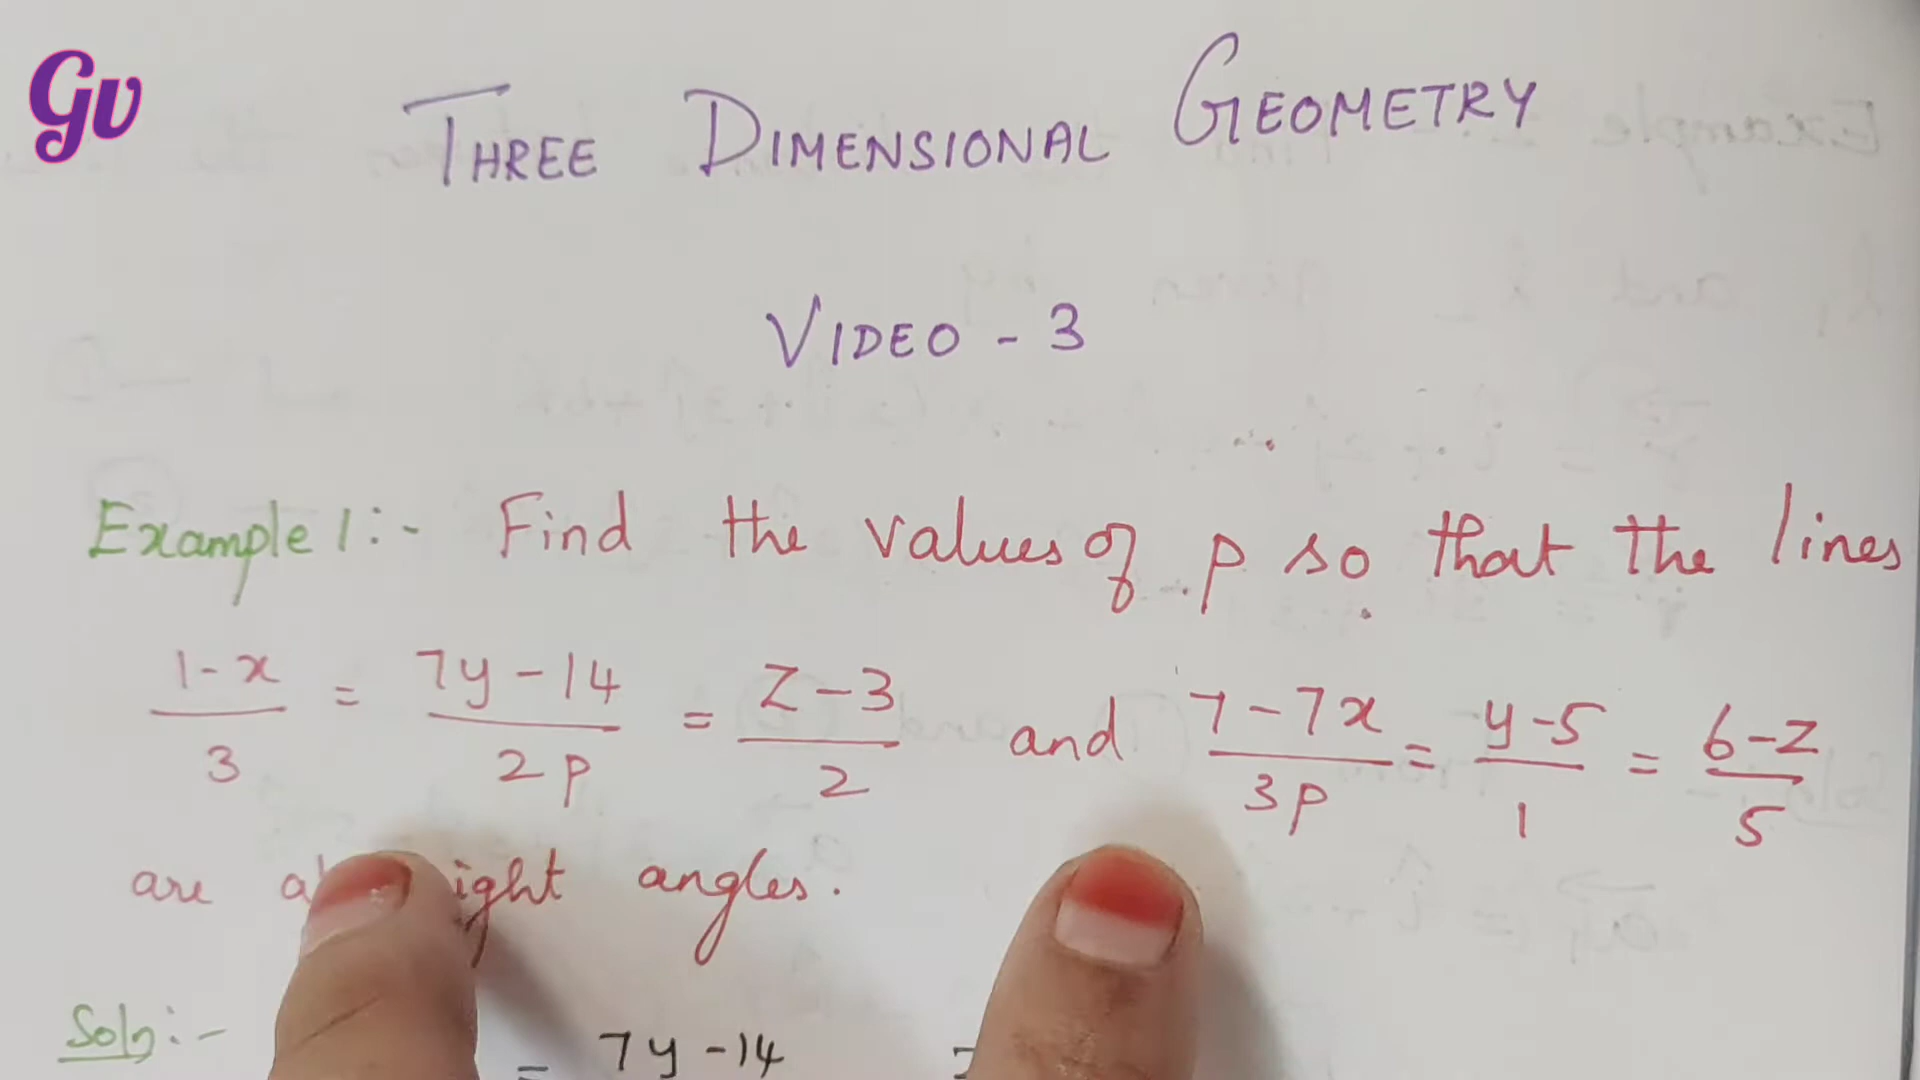 Gv
THREE DIMENSIONAL GEOMETRY
VIDEO - 3
Example 1:- Find the values of p so that the lines
1-x/3 = 7y-14/2p = z-3/2 and 7-7x/3p = y-5/1 = 6-z/5
are angles.
Soln:-
= 7y-14 =